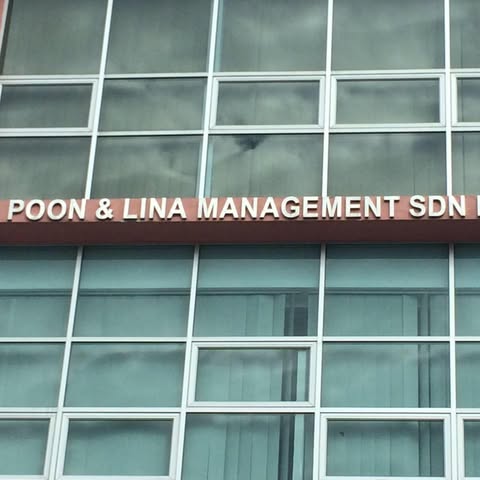 POON & LINA MANAGEMENT SDN